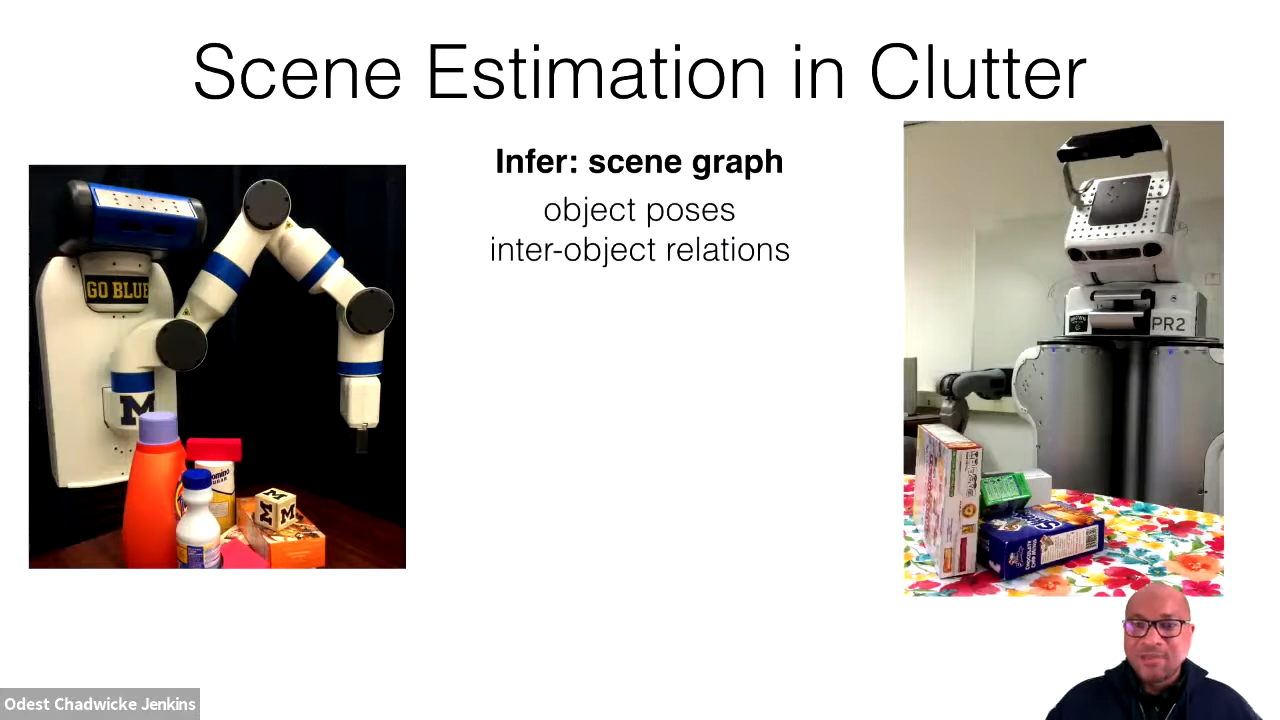 Scene Estimation in Clutter
Infer: scene graph
object poses
inter-object relations
GO BLUE
M
PR2
M
M
Odest Chadwicke Jenkins